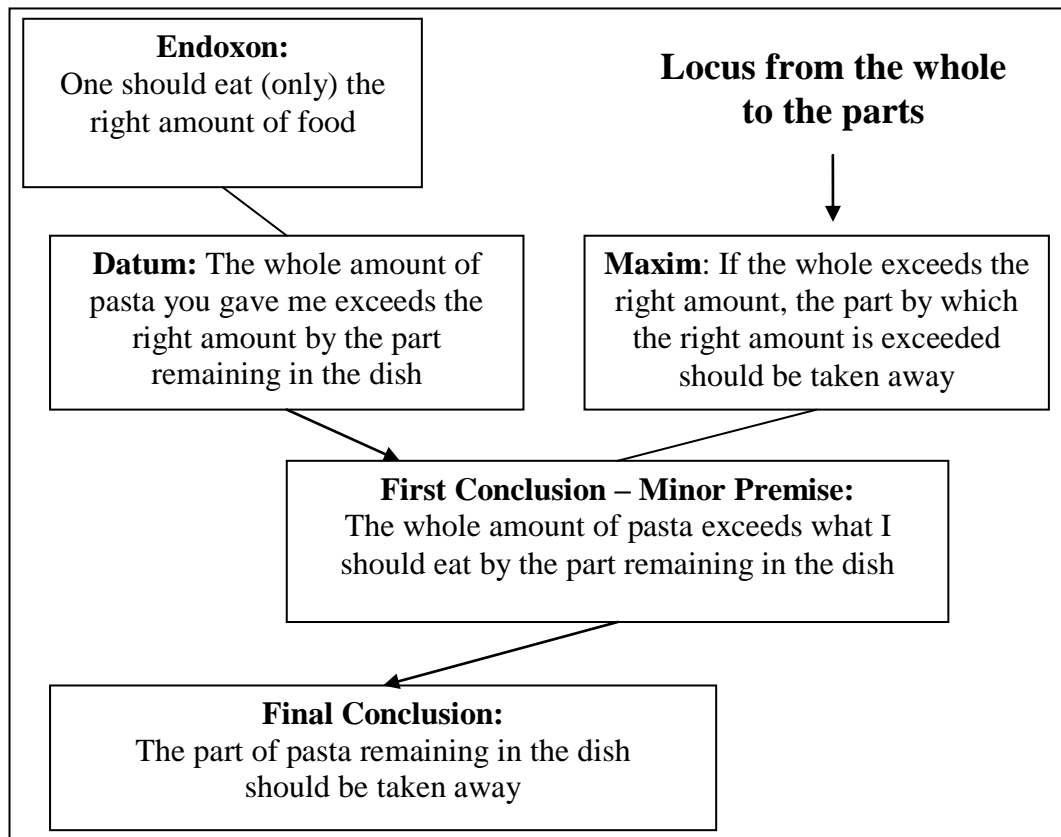 Endoxon:
One should eat (only) the
right amount of food
Locus from the whole
to the parts
Datum: The whole amount of
pasta you gave me exceeds the
right amount by the part
remaining in the dish
Maxim: If the whole exceeds the
right amount, the part by which
the right amount is exceeded
should be taken away
First Conclusion – Minor Premise:
The whole amount of pasta exceeds what I
should eat by the part remaining in the dish
Final Conclusion:
The part of pasta remaining in the dish
should be taken away